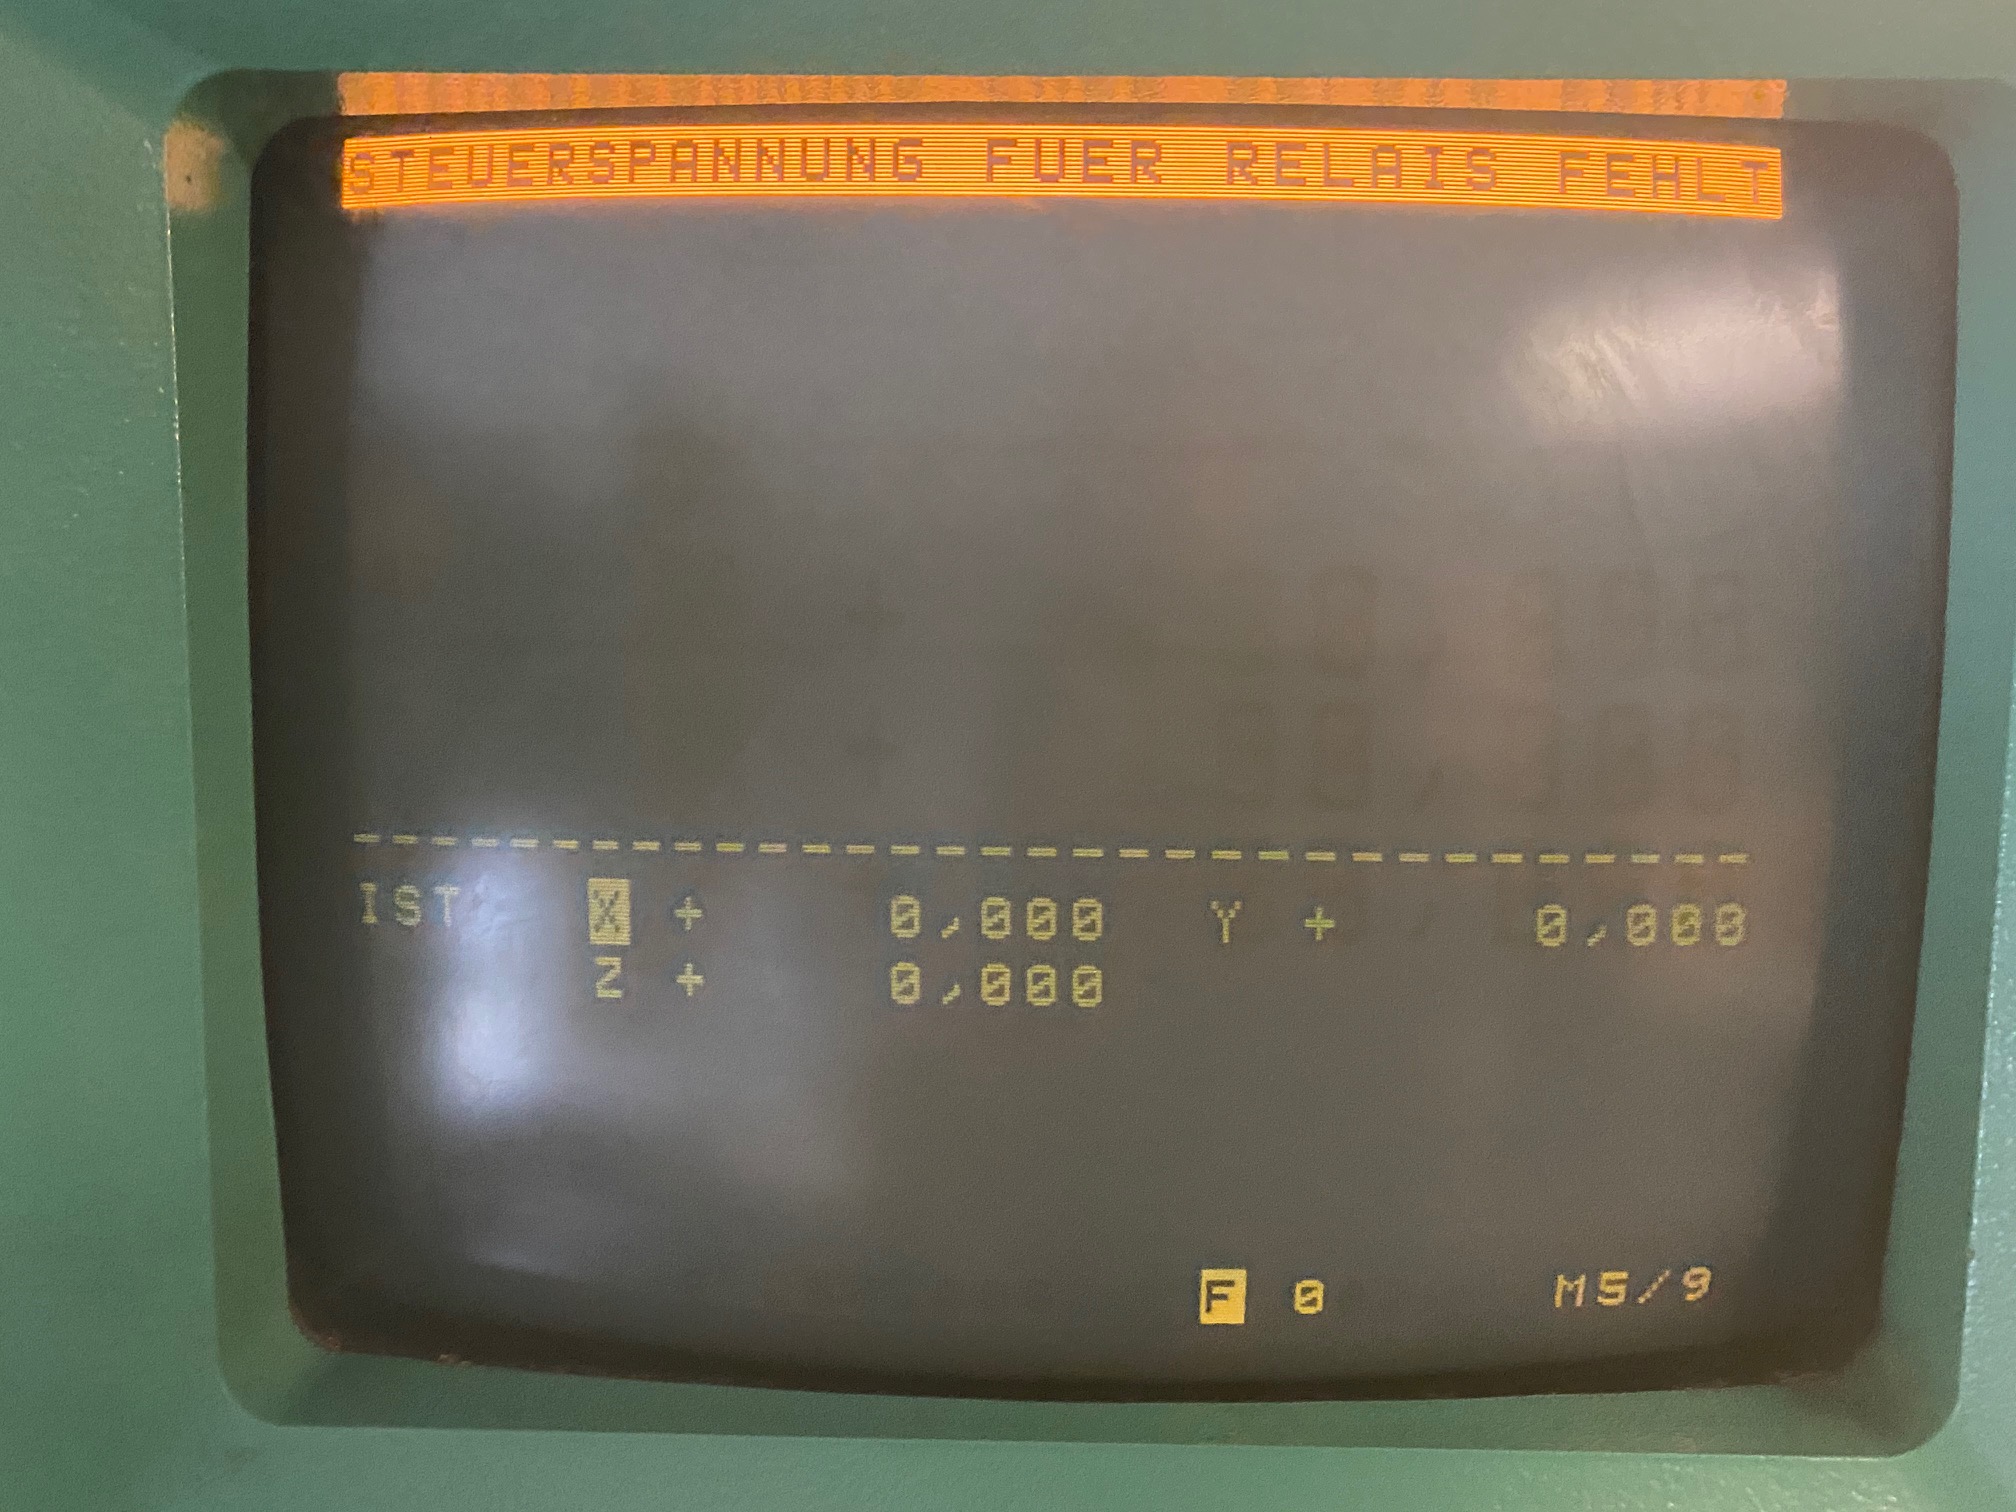 STEUERSPANNUNG FUER RELAIS FEHLT
IST X + 0,000 Y + 0,000
Z + 0,000
F 0 M5/9